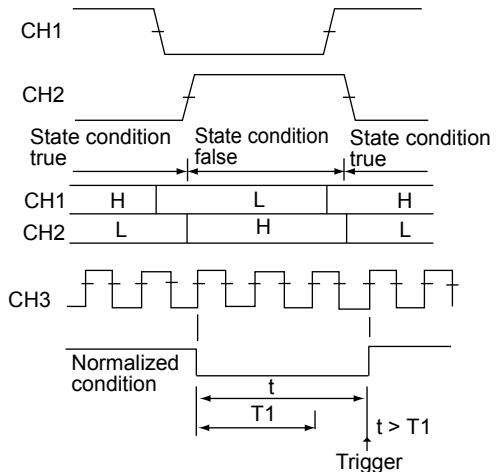 CH1
CH2
State condition true
State condition false
State condition true
CH1 H L H
CH2 L H L
CH3
Normalized condition
t
T1
t > T1
Trigger